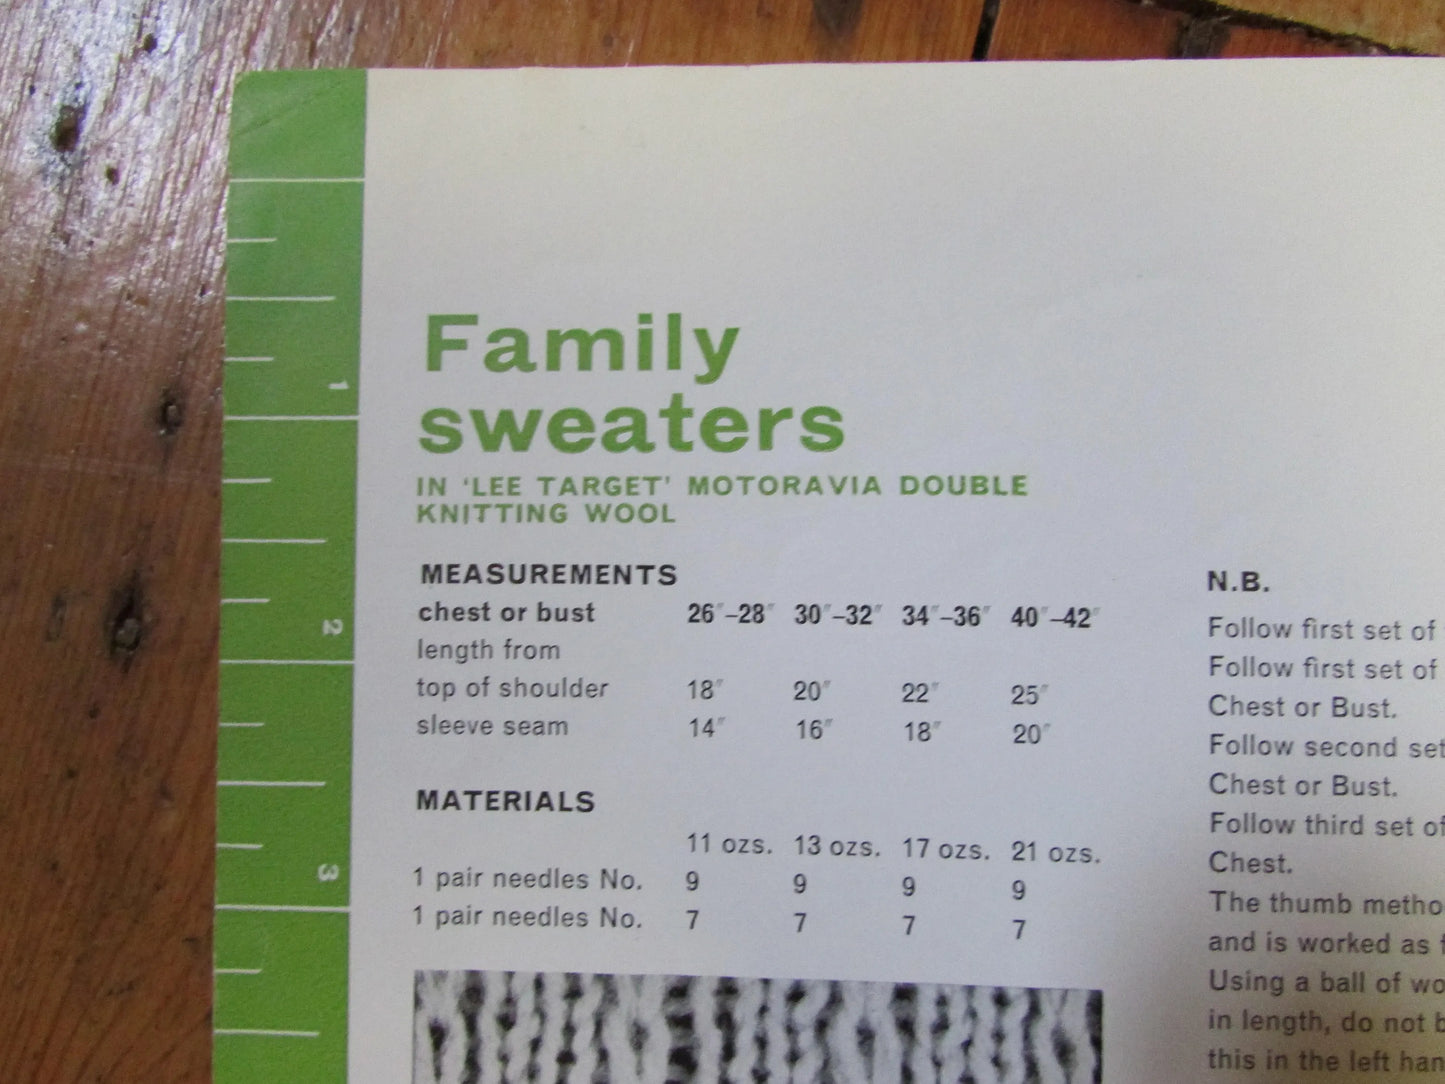 Family
sweaters
IN 'LEE TARGET' MOTORAVIA DOUBLE
KNITTING WOOL
MEASUREMENTS
chest or bust 26"–28" 30"–32" 34"–36" 40"–42"
length from
top of shoulder 18" 20" 22" 25"
sleeve seam 14" 16" 18" 20"
MATERIALS
11 ozs. 13 ozs. 17 ozs. 21 ozs.
1 pair needles No. 9 9 9 9
1 pair needles No. 7 7 7 7
N.B.
Follow first set of
Follow first set of
Chest or Bust.
Follow second set
Chest or Bust.
Follow third set of
Chest.
The thumb metho
and is worked as
Using a ball of wo
in length, do not b
this in the left han
1
2
3